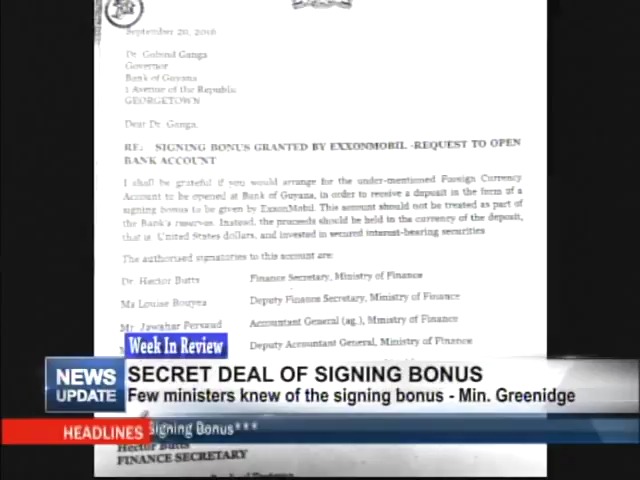 September 20, 2016
Dr Gobind Ganga
Governor
Bank of Guyana
1 Avenue of the Republic
GEORGETOWN
Dear Dr. Ganga,
RE: SIGNING BONUS GRANTED BY EXXONMOBIL -REQUEST TO OPEN
BANK ACCOUNT
I shall be grateful if you would arrange for the under-mentioned Foreign Currency
Account to be opened at Bank of Guyana, in order to receive a deposit in the form of a
signing bonus to be given by ExxonMobil. This account should not be treated as part of
the Bank's reserves. Instead, the proceeds should be held in the currency of the deposit,
that is, United States dollars, and invested in secured interest-bearing securities
The authorised signatories to this account are:
Dr Hector Butts Finance Secretary, Ministry of Finance
Ms Louise Bouyea Deputy Finance Secretary, Ministry of Finance
Mr. Jawahar Persaud Accountant General (ag.), Ministry of Finance
Deputy Accountant General, Ministry of Finance
Week In Review
NEWS UPDATE
SECRET DEAL OF SIGNING BONUS
Few ministers knew of the signing bonus - Min. Greenidge
HEADLINES Signing Bonus***
Hector Butts
FINANCE SECRETARY